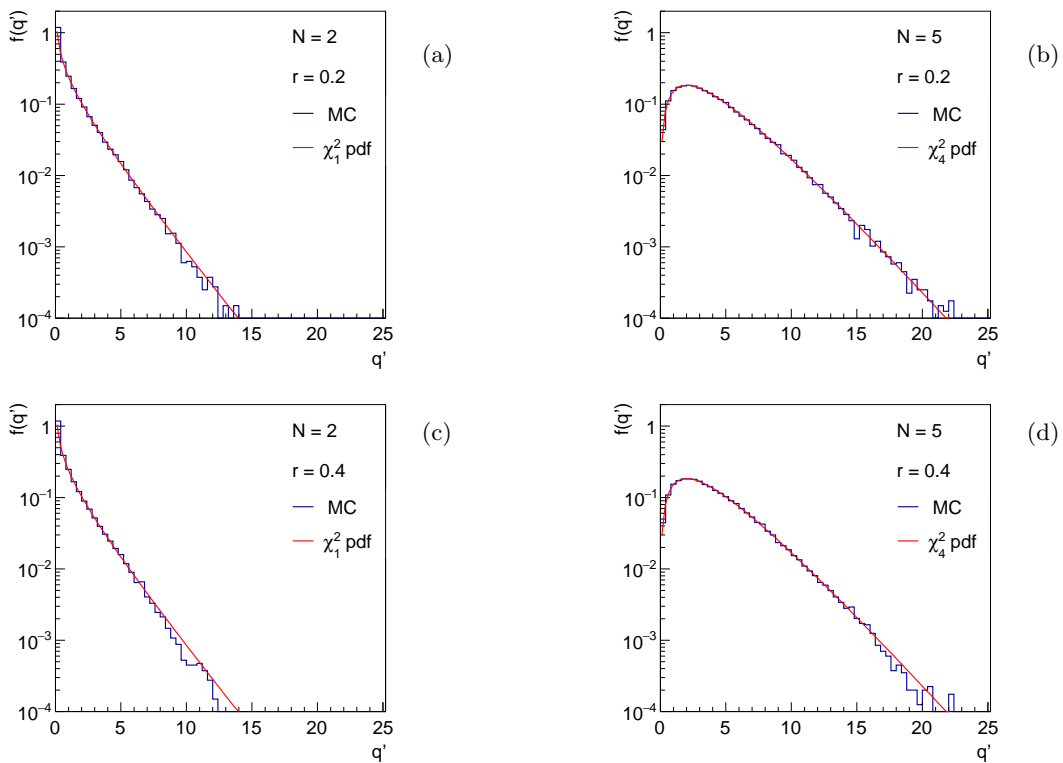 f(q')
1
10⁻¹
10⁻²
10⁻³
10⁻⁴
0 5 10 15 20 25
q'
N = 2
r = 0.2
MC
χ²₁ pdf
(a)
f(q')
1
10⁻¹
10⁻²
10⁻³
10⁻⁴
0 5 10 15 20 25
q'
N = 5
r = 0.2
MC
χ²₄ pdf
(b)
f(q')
1
10⁻¹
10⁻²
10⁻³
10⁻⁴
0 5 10 15 20 25
q'
N = 2
r = 0.4
MC
χ²₁ pdf
(c)
f(q')
1
10⁻¹
10⁻²
10⁻³
10⁻⁴
0 5 10 15 20 25
q'
N = 5
r = 0.4
MC
χ²₄ pdf
(d)